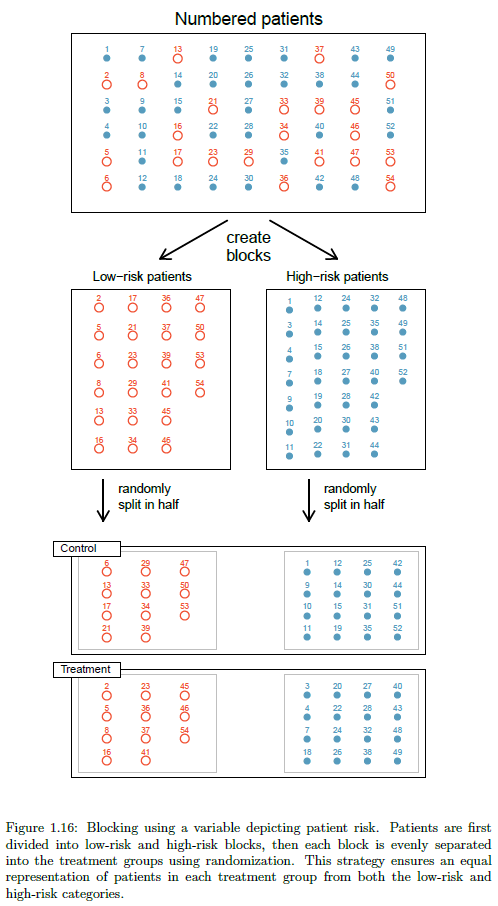 Numbered patients
1 7 13 19 25 31 37 43 49
2 8 14 20 26 32 38 44 50
3 9 15 21 27 33 39 45 51
4 10 16 22 28 34 40 46 52
5 11 17 23 29 35 41 47 53
6 12 18 24 30 36 42 48 54
create
blocks
Low−risk patients
2 17 36 47
5 21 37 50
6 23 39 53
8 29 41 54
13 33 45
16 34 46
High−risk patients
1 12 24 32 48
3 14 25 35 49
4 15 26 38 51
7 18 27 40 52
9 19 28 42
10 20 30 43
11 22 31 44
randomly
split in half
randomly
split in half
Control
6 29 47
13 33 50
17 34 53
21 39
1 12 25 42
9 14 30 44
10 15 31 51
11 19 35 52
Treatment
2 23 45
5 36 46
8 37 54
16 41
3 20 27 40
4 22 28 43
7 24 32 48
18 26 38 49
Figure 1.16: Blocking using a variable depicting patient risk. Patients are first
divided into low-risk and high-risk blocks, then each block is evenly separated
into the treatment groups using randomization. This strategy ensures an equal
representation of patients in each treatment group from both the low-risk and
high-risk categories.